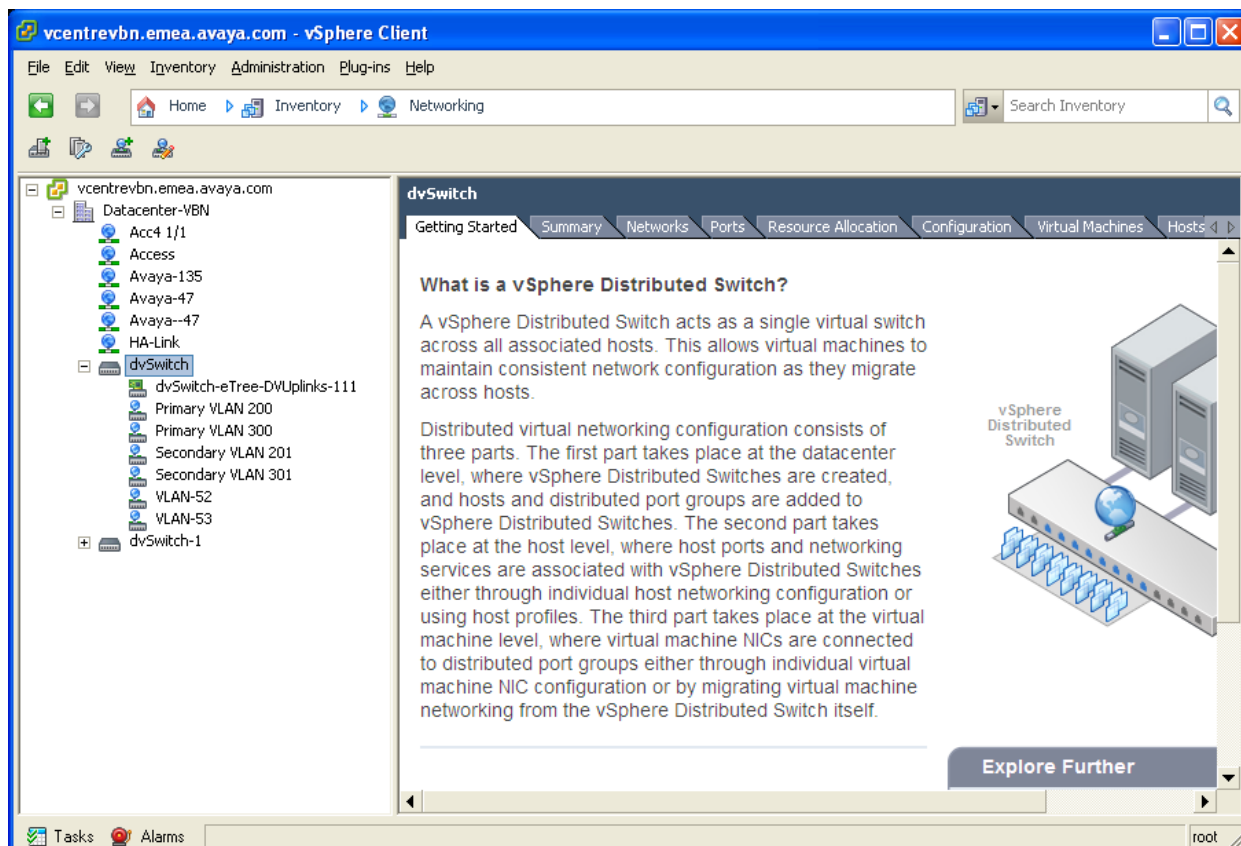 vcentrevbn.emea.avaya.com - vSphere Client
File Edit View Inventory Administration Plug-ins Help
Home Inventory Networking
Search Inventory
vcentrevbn.emea.avaya.com
Datacenter-VBN
Acc4 1/1
Access
Avaya-135
Avaya-47
Avaya--47
HA-Link
dvSwitch
dvSwitch-eTree-DVUplinks-111
Primary VLAN 200
Primary VLAN 300
Secondary VLAN 201
Secondary VLAN 301
VLAN-52
VLAN-53
dvSwitch-1
dvSwitch
Getting Started Summary Networks Ports Resource Allocation Configuration Virtual Machines Hosts
What is a vSphere Distributed Switch?
A vSphere Distributed Switch acts as a single virtual switch
across all associated hosts. This allows virtual machines to
maintain consistent network configuration as they migrate
across hosts.
Distributed virtual networking configuration consists of
three parts. The first part takes place at the datacenter
level, where vSphere Distributed Switches are created,
and hosts and distributed port groups are added to
vSphere Distributed Switches. The second part takes
place at the host level, where host ports and networking
services are associated with vSphere Distributed Switches
either through individual host networking configuration or
using host profiles. The third part takes place at the virtual
machine level, where virtual machine NICs are connected
to distributed port groups either through individual virtual
machine NIC configuration or by migrating virtual machine
networking from the vSphere Distributed Switch itself.
vSphere
Distributed
Switch
Explore Further
Tasks Alarms
root